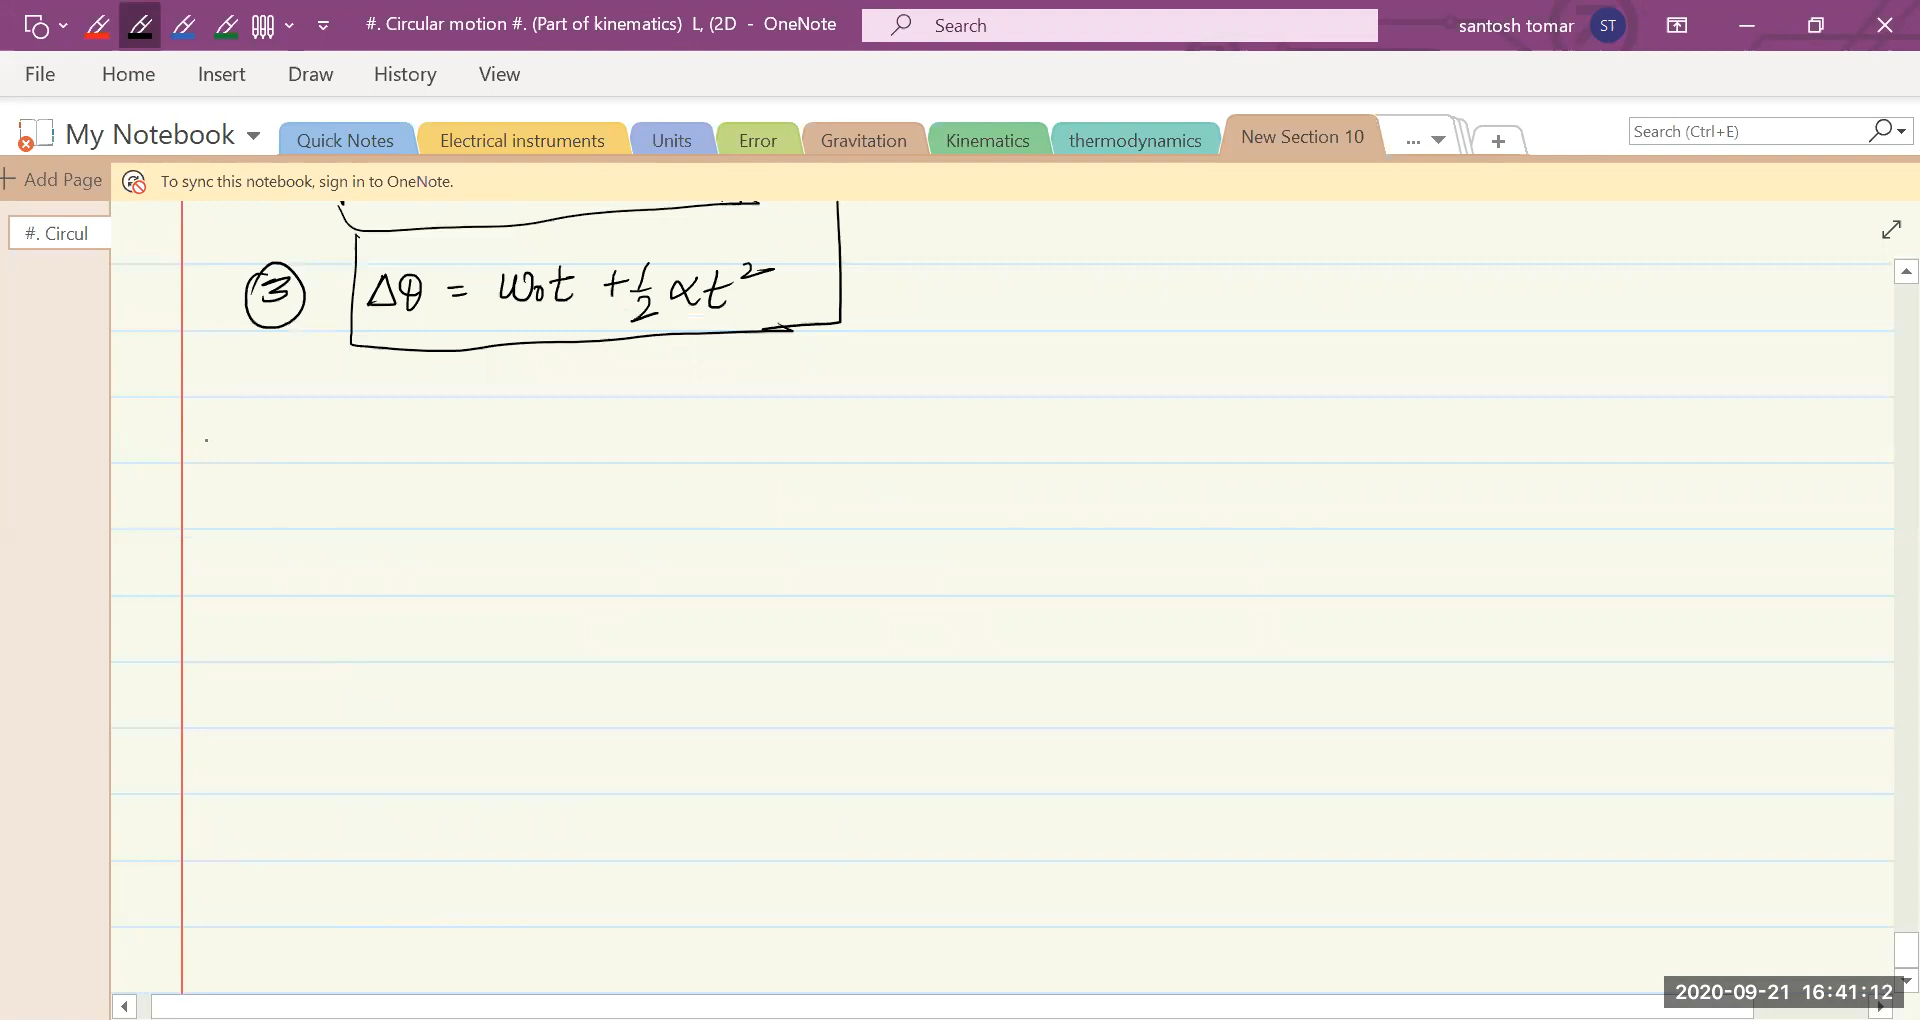 #. Circular motion #. (Part of kinematics) L, (2D - OneNote
Search
santosh tomar
ST
File Home Insert Draw History View
My Notebook
Quick Notes Electrical instruments Units Error Gravitation Kinematics thermodynamics New Section 10 ... +
Search (Ctrl+E)
+ Add Page
To sync this notebook, sign in to OneNote.
#. Circul
③ Δθ = ω₀t + 1/2 αt²
2020-09-21 16:41:12